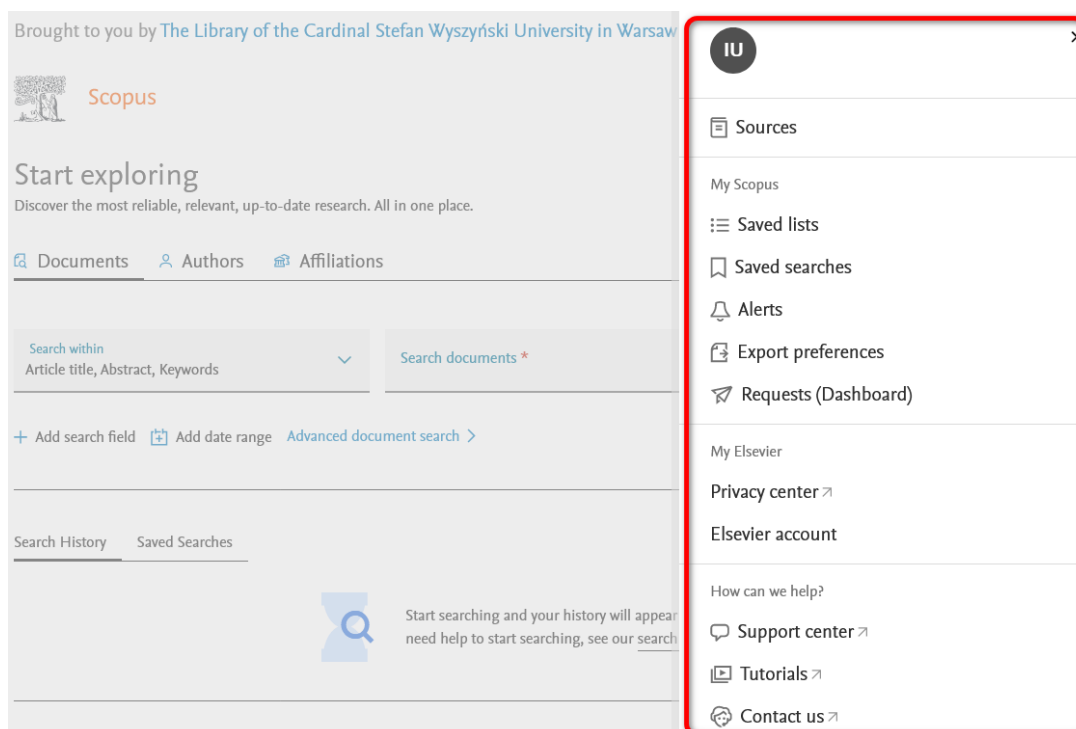 Brought to you by The Library of the Cardinal Stefan Wyszyński University in Warsaw
Scopus
Start exploring
Discover the most reliable, relevant, up-to-date research. All in one place.
Documents Authors Affiliations
Search within
Article title, Abstract, Keywords
Search documents *
+ Add search field Add date range Advanced document search >
Search History Saved Searches
Start searching and your history will appear
need help to start searching, see our search
IU
Sources
My Scopus
Saved lists
Saved searches
Alerts
Export preferences
Requests (Dashboard)
My Elsevier
Privacy center
Elsevier account
How can we help?
Support center
Tutorials
Contact us